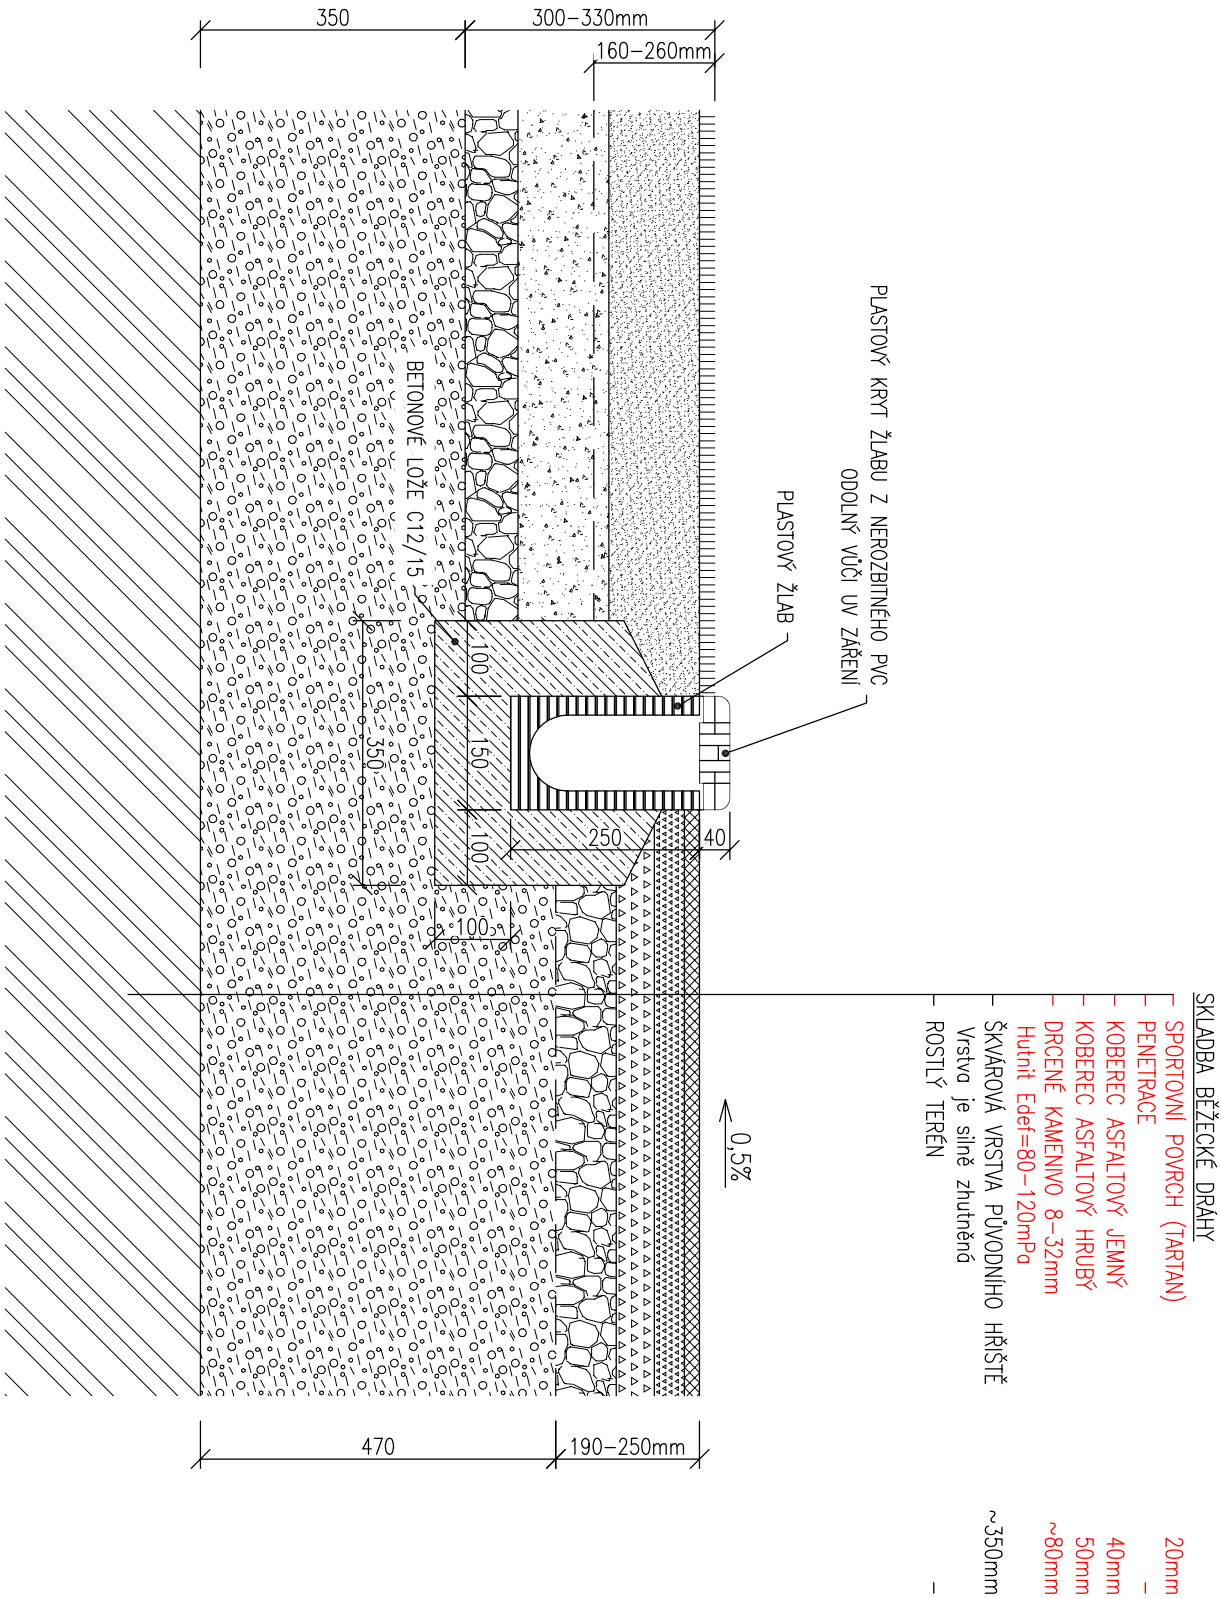 SKLADBA BĚŽECKÉ DRÁHY
SPORTOVNÍ POVRCH (TARTAN) 20mm
PENETRACE –
KOBEREC ASFALTOVÝ JEMNÝ 40mm
KOBEREC ASFALTOVÝ HRUBÝ 50mm
DRCENÉ KAMENIVO 8–32mm ~80mm
Hutnit Edef=80–120mPa
ŠKVÁROVÁ VRSTVA PŮVODNÍHO HŘIŠTĚ ~350mm
Vrstva je silně zhutněná
ROSTLÝ TERÉN –
PLASTOVÝ KRYT ŽLABU Z NEROZBITNÉHO PVC
ODOLNÝ VŮČI UV ZÁŘENÍ
PLASTOVÝ ŽLAB
BETONOVÉ LOŽE C12/15
0,5%
350
300–330mm
160–260mm
100
150
100
350
250
40
100
470
190–250mm